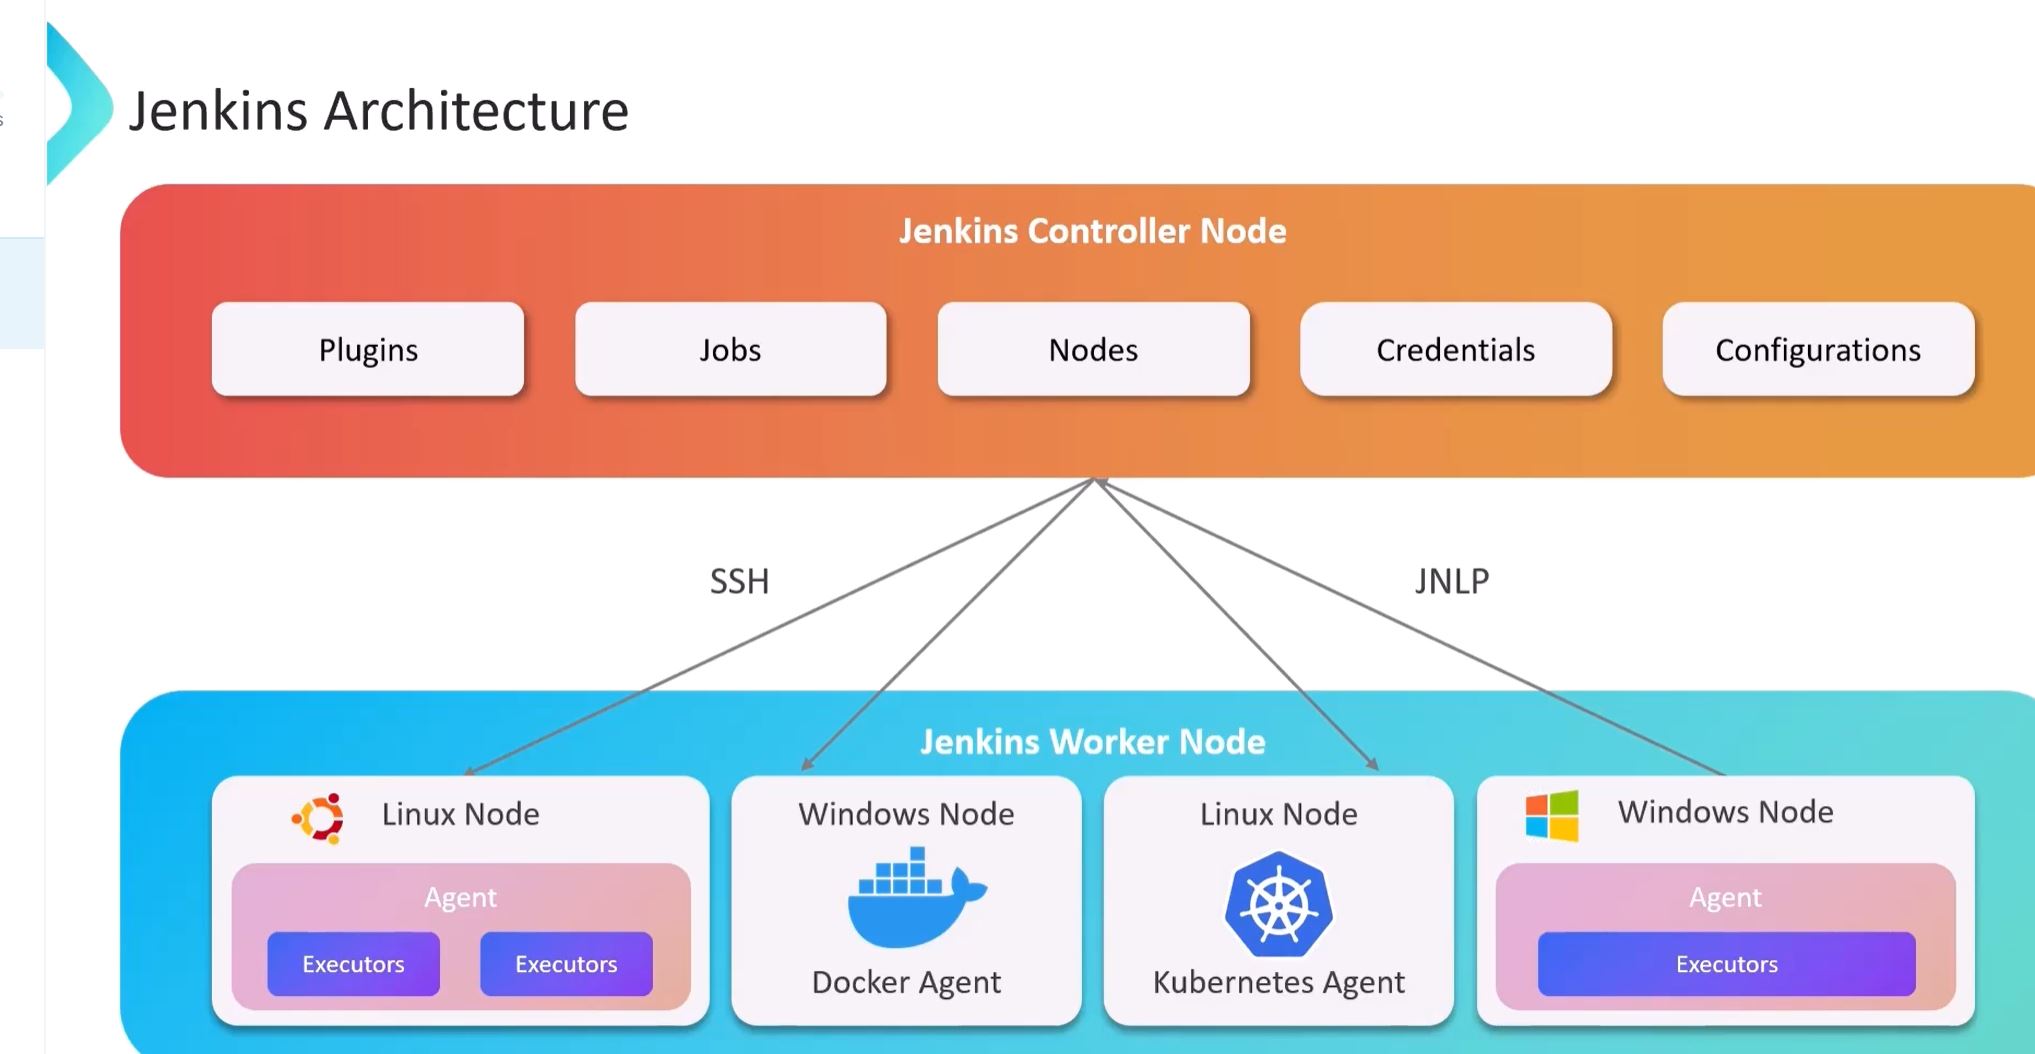 Jenkins Architecture
Jenkins Controller Node
Plugins
Jobs
Nodes
Credentials
Configurations
SSH
JNLP
Jenkins Worker Node
Linux Node
Agent
Executors
Executors
Windows Node
Docker Agent
Linux Node
Kubernetes Agent
Windows Node
Agent
Executors